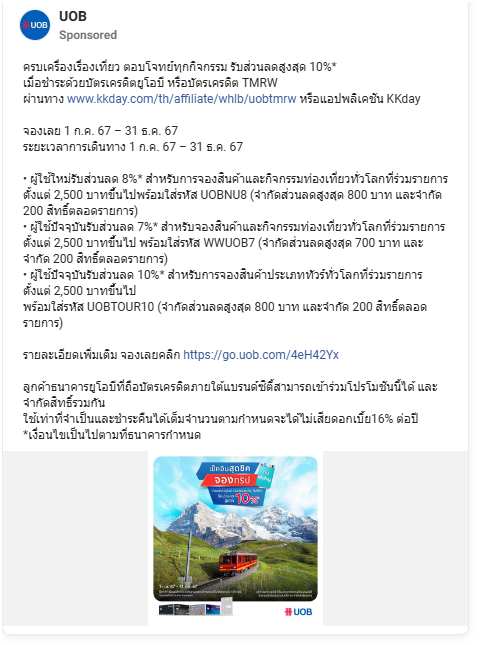 UOB
UOB
Sponsored
ครบเครื่องเรื่องเที่ยว ตอบโจทย์ทุกกิจกรรม รับส่วนลดสูงสุด 10%*
เมื่อชำระด้วยบัตรเครดิตยูโอบี หรือบัตรเครดิต TMRW
ผ่านทาง www.kkday.com/th/affiliate/whlb/uobtmrw หรือแอปพลิเคชัน KKday
จองเลย 1 ก.ค. 67 – 31 ธ.ค. 67
ระยะเวลาการเดินทาง 1 ก.ค. 67 – 31 ธ.ค. 67
• ผู้ใช้ใหม่รับส่วนลด 8%* สำหรับการจองสินค้าและกิจกรรมท่องเที่ยวทั่วโลกที่ร่วมรายการ
ตั้งแต่ 2,500 บาทขึ้นไปพร้อมใส่รหัส UOBNU8 (จำกัดส่วนลดสูงสุด 800 บาท และจำกัด
200 สิทธิ์ตลอดรายการ)
• ผู้ใช้ปัจจุบันรับส่วนลด 7%* สำหรับจองสินค้าและกิจกรรมท่องเที่ยวทั่วโลกที่ร่วมรายการ
ตั้งแต่ 2,500 บาทขึ้นไป พร้อมใส่รหัส WWUOB7 (จำกัดส่วนลดสูงสุด 700 บาท และ
จำกัด 200 สิทธิ์ตลอดรายการ)
• ผู้ใช้ปัจจุบันรับส่วนลด 10%* สำหรับการจองสินค้าประเภททัวร์ทั่วโลกที่ร่วมรายการ
ตั้งแต่ 2,500 บาทขึ้นไป
พร้อมใส่รหัส UOBTOUR10 (จำกัดส่วนลดสูงสุด 800 บาท และจำกัด 200 สิทธิ์ตลอด
รายการ)
รายละเอียดเพิ่มเติม จองเลยคลิก https://go.uob.com/4eH42Yx
ลูกค้าธนาคารยูโอบีที่ถือบัตรเครดิตภายใต้แบรนด์ซิตี้สามารถเข้าร่วมโปรโมชันนี้ได้ และ
จำกัดสิทธิ์รวมกัน
ใช้เท่าที่จำเป็นและชำระคืนได้เต็มจำนวนตามกำหนดจะได้ไม่เสียดอกเบี้ย16% ต่อปี
*เงื่อนไขเป็นไปตามที่ธนาคารกำหนด
เช็คอินสุดชิค
จองทริป
10%
UOB